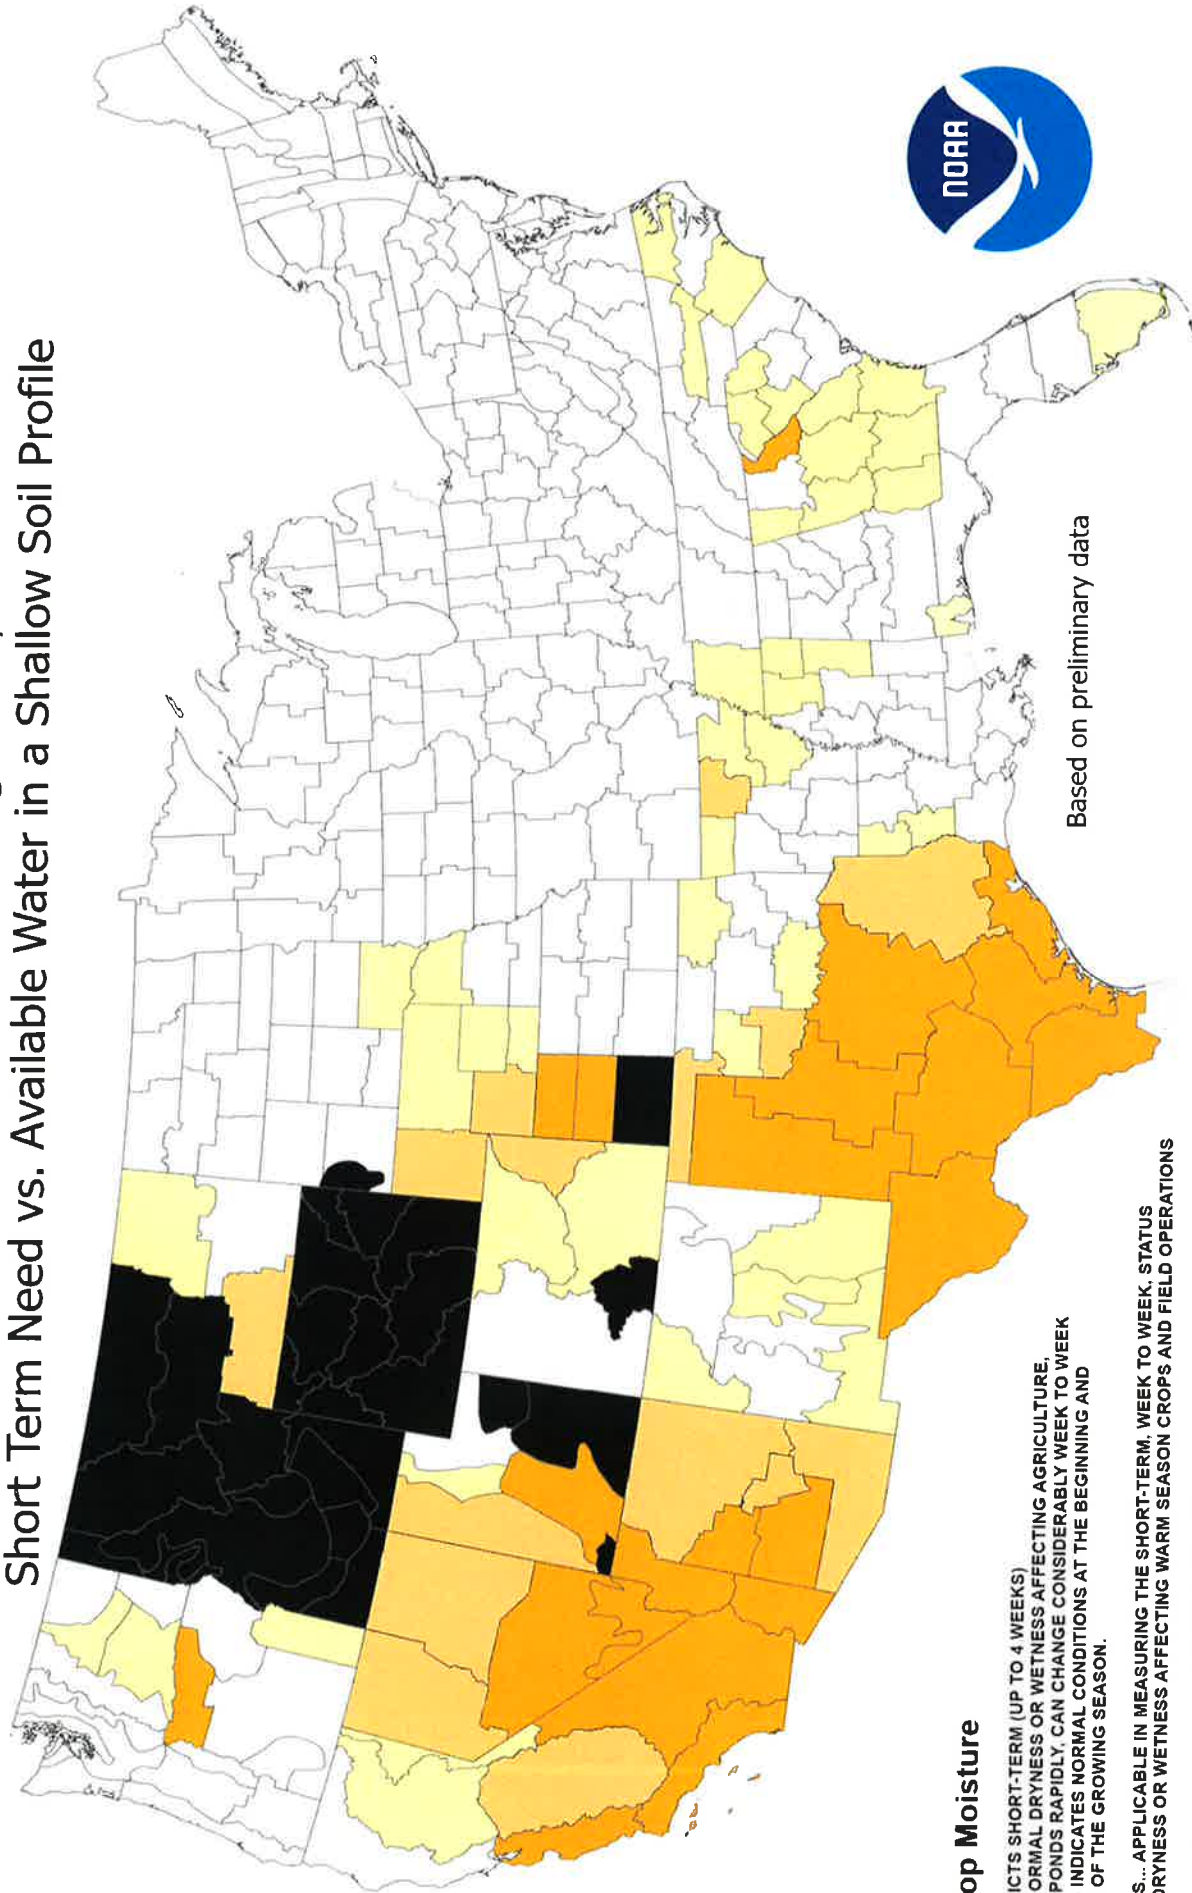 Short Term Need vs. Available Water in a Shallow Soil Profile
NOAA
Based on preliminary data
op Moisture
ICTS SHORT-TERM (UP TO 4 WEEKS)
ORMAL DRYNESS OR WETNESS AFFECTING AGRICULTURE,
PONDS RAPIDLY, CAN CHANGE CONSIDERABLY WEEK TO WEEK
INDICATES NORMAL CONDITIONS AT THE BEGINNING AND
OF THE GROWING SEASON.
S... APPLICABLE IN MEASURING THE SHORT-TERM, WEEK TO WEEK, STATUS
DRYNESS OR WETNESS AFFECTING WARM SEASON CROPS AND FIELD OPERATIONS